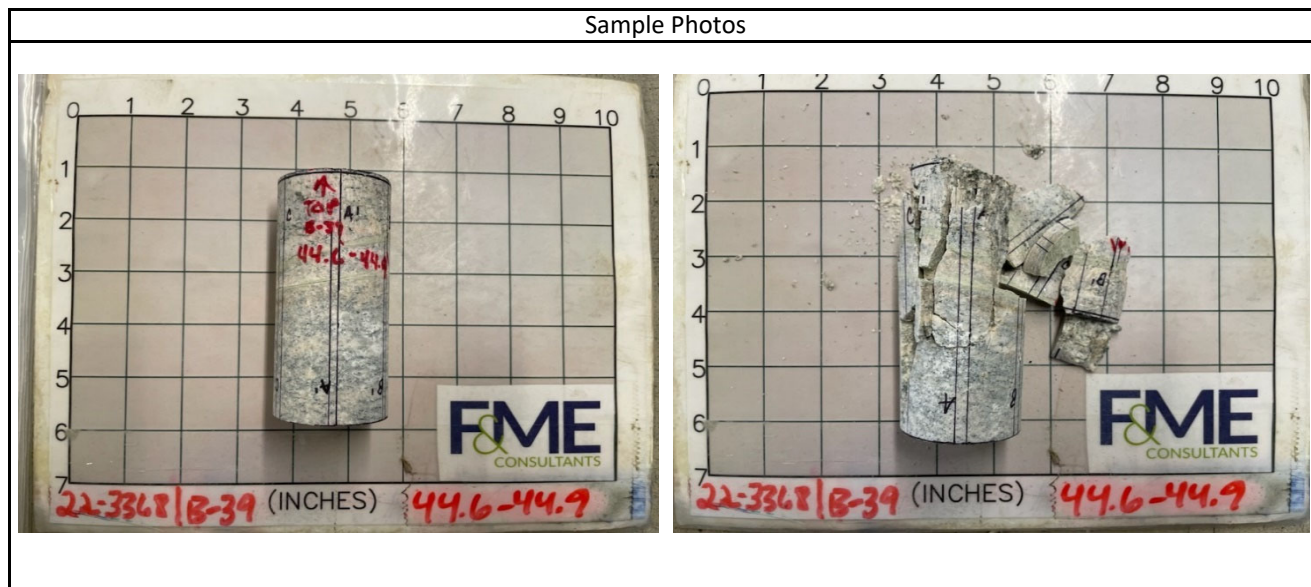 Sample Photos
0 1 2 3 4 5 6 7 8 9 10
1
2
3
4
5
6
7
C A'
TOP
B-39
44.6-44.9
A' B'
F&ME
CONSULTANTS
22-3368|B-39 (INCHES) 44.6-44.9
0 1 2 3 4 5 6 7 8 9 10
1
2
3
4
5
6
7
B'
A B
F&ME
CONSULTANTS
22-3368|B-39 (INCHES) 44.6-44.9